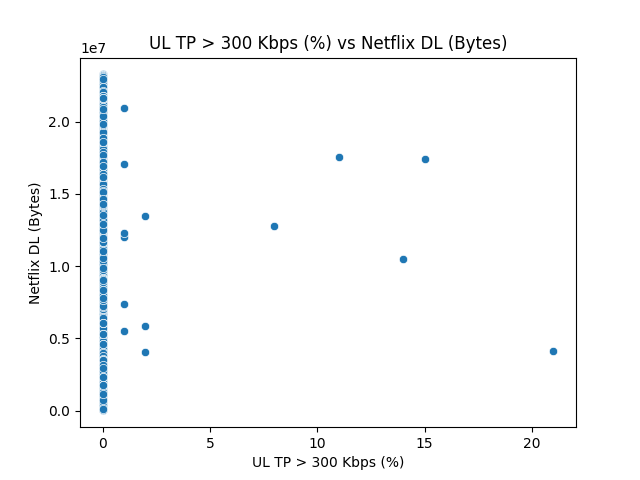 UL TP > 300 Kbps (%) vs Netflix DL (Bytes)
1e7
2.0
1.5
1.0
0.5
0.0
Netflix DL (Bytes)
0 5 10 15 20
UL TP > 300 Kbps (%)